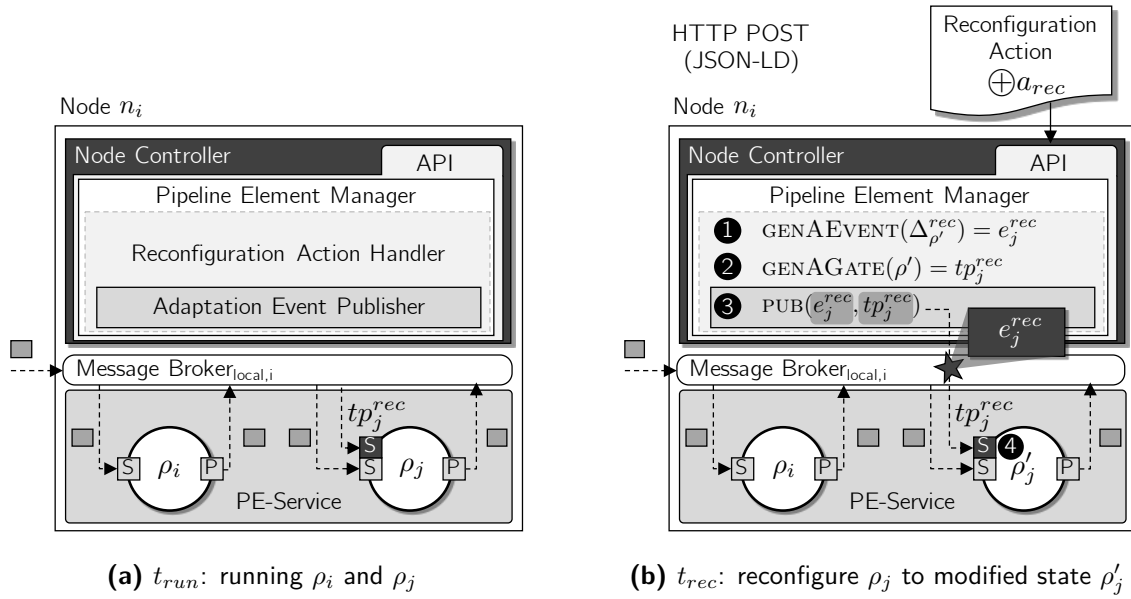 Node n_i
Node Controller
API
Pipeline Element Manager
Reconfiguration Action Handler
Adaptation Event Publisher
Message Broker_local,i
tp_j^rec
S
S ρ_i P
S ρ_j P
PE-Service
(a) t_run: running ρ_i and ρ_j
HTTP POST
(JSON-LD)
Reconfiguration
Action
⊕a_rec
Node n_i
Node Controller
API
Pipeline Element Manager
1 GENAEVENT(Δ_ρ′^rec) = e_j^rec
2 GENAGATE(ρ′) = tp_j^rec
3 PUB(e_j^rec, tp_j^rec)
e_j^rec
Message Broker_local,i
tp_j^rec
S 4
S ρ_i P
S ρ′_j P
PE-Service
(b) t_rec: reconfigure ρ_j to modified state ρ′_j